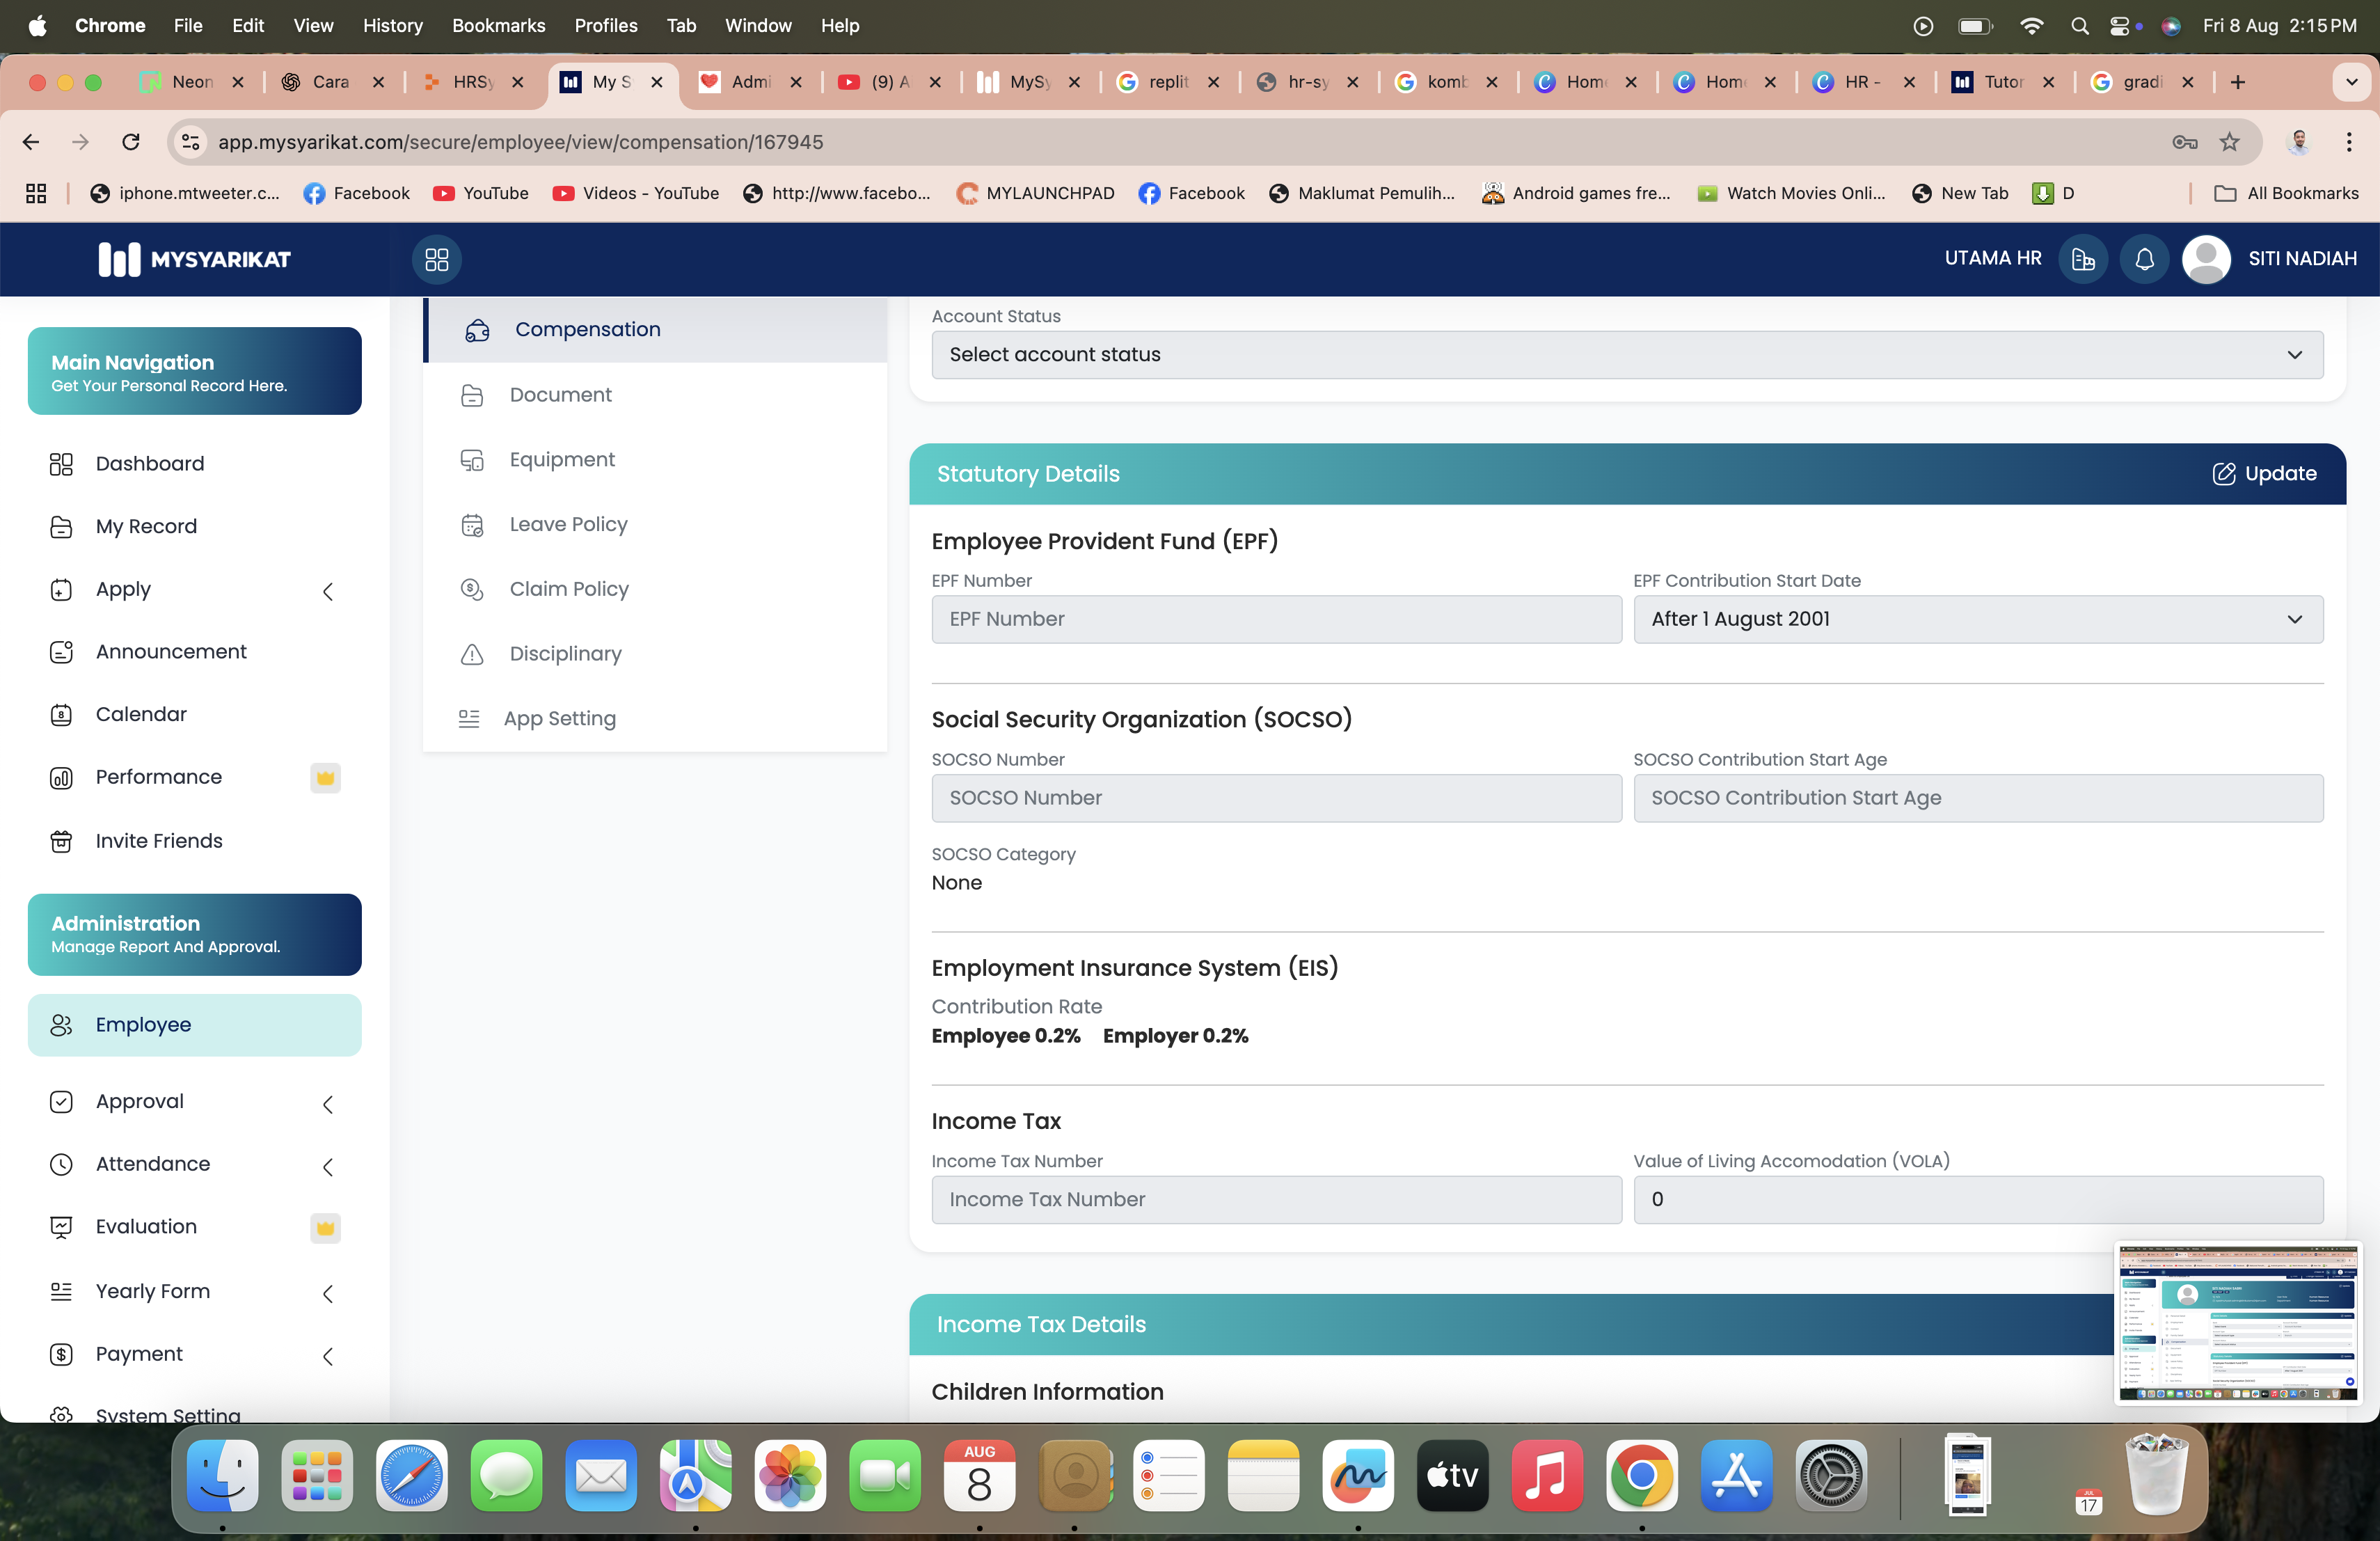 Chrome File Edit View History Bookmarks Profiles Tab Window Help
Fri 8 Aug 2:15 PM
Neon
Cara
HRSy
My S
Admi
(9) A
MySy
replit
hr-sy
komb
Home
Home
HR -
Tutor
gradi
app.mysyarikat.com/secure/employee/view/compensation/167945
iphone.mtweeter.c...
Facebook
YouTube
Videos - YouTube
http://www.facebo...
MYLAUNCHPAD
Facebook
Maklumat Pemulih...
Android games fre...
Watch Movies Onli...
New Tab
D
All Bookmarks
MYSYARIKAT
UTAMA HR
SITI NADIAH
Main Navigation
Get Your Personal Record Here.
Dashboard
My Record
Apply
Announcement
Calendar
Performance
Invite Friends
Administration
Manage Report And Approval.
Employee
Approval
Attendance
Evaluation
Yearly Form
Payment
System Setting
Compensation
Document
Equipment
Leave Policy
Claim Policy
Disciplinary
App Setting
Account Status
Select account status
Statutory Details
Update
Employee Provident Fund (EPF)
EPF Number
EPF Contribution Start Date
EPF Number
After 1 August 2001
Social Security Organization (SOCSO)
SOCSO Number
SOCSO Contribution Start Age
SOCSO Number
SOCSO Contribution Start Age
SOCSO Category
None
Employment Insurance System (EIS)
Contribution Rate
Employee 0.2% Employer 0.2%
Income Tax
Income Tax Number
Value of Living Accomodation (VOLA)
Income Tax Number
0
Income Tax Details
Children Information
AUG
8
tv
JUL
17